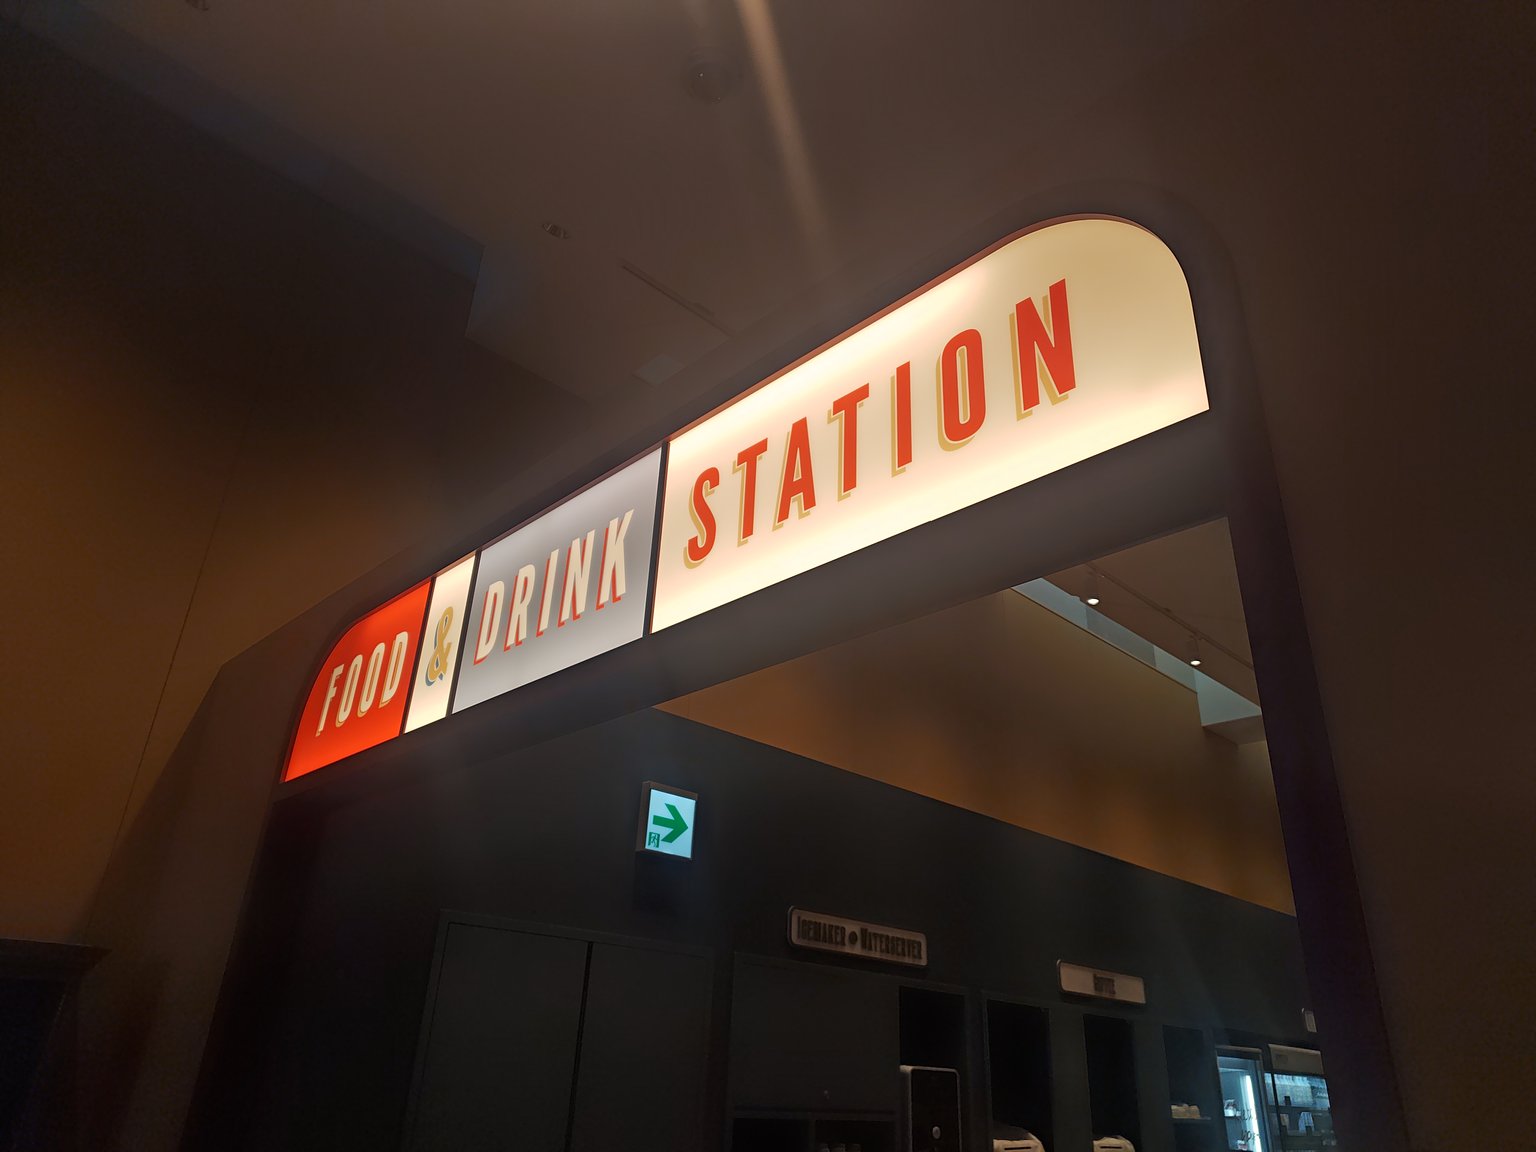 FOOD & DRINK STATION
ICEMAKER ● WATERSERVER